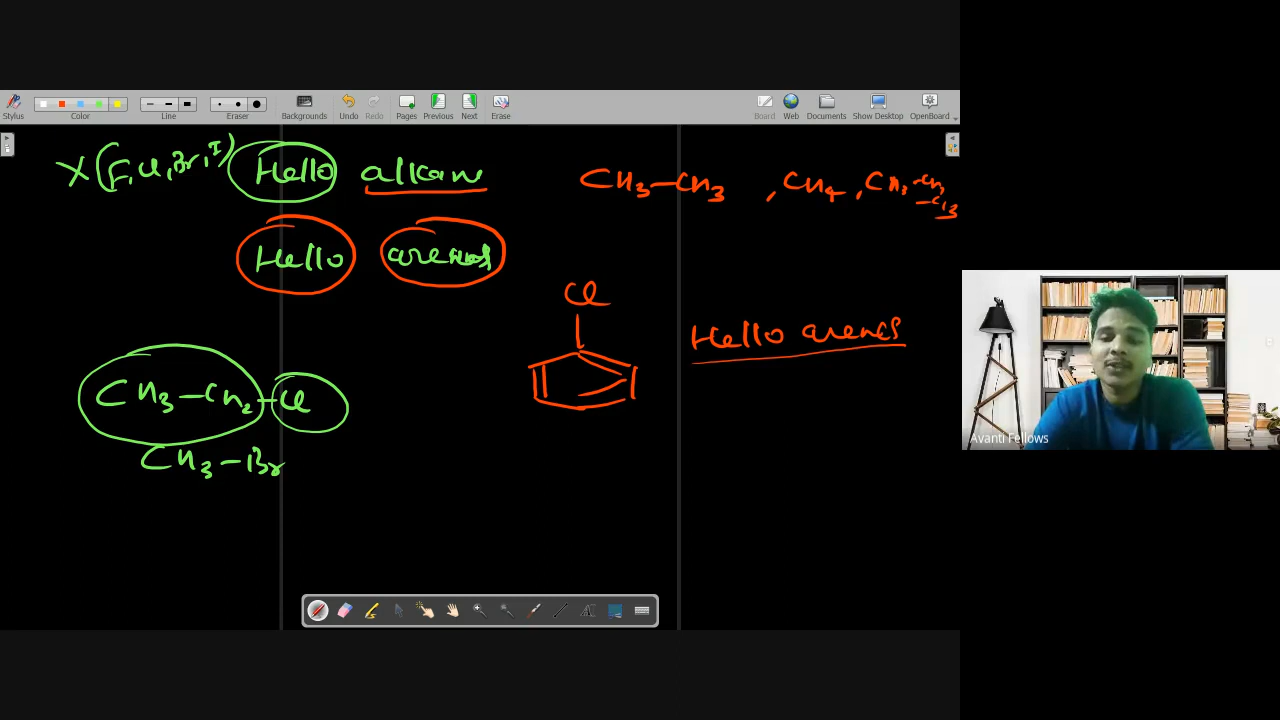 Stylus Color Line Eraser Backgrounds Undo Redo Pages Previous Next Erase Board Web Documents Show Desktop OpenBoard
X (F, Cl, Br, I) Hello alkane
CH3-CH3, CH4, CH3-CH2-CH3
Hello arenes
Cl
Hello arenes
CH3-CH2-Cl
CH3-Br
Avanti Fellows